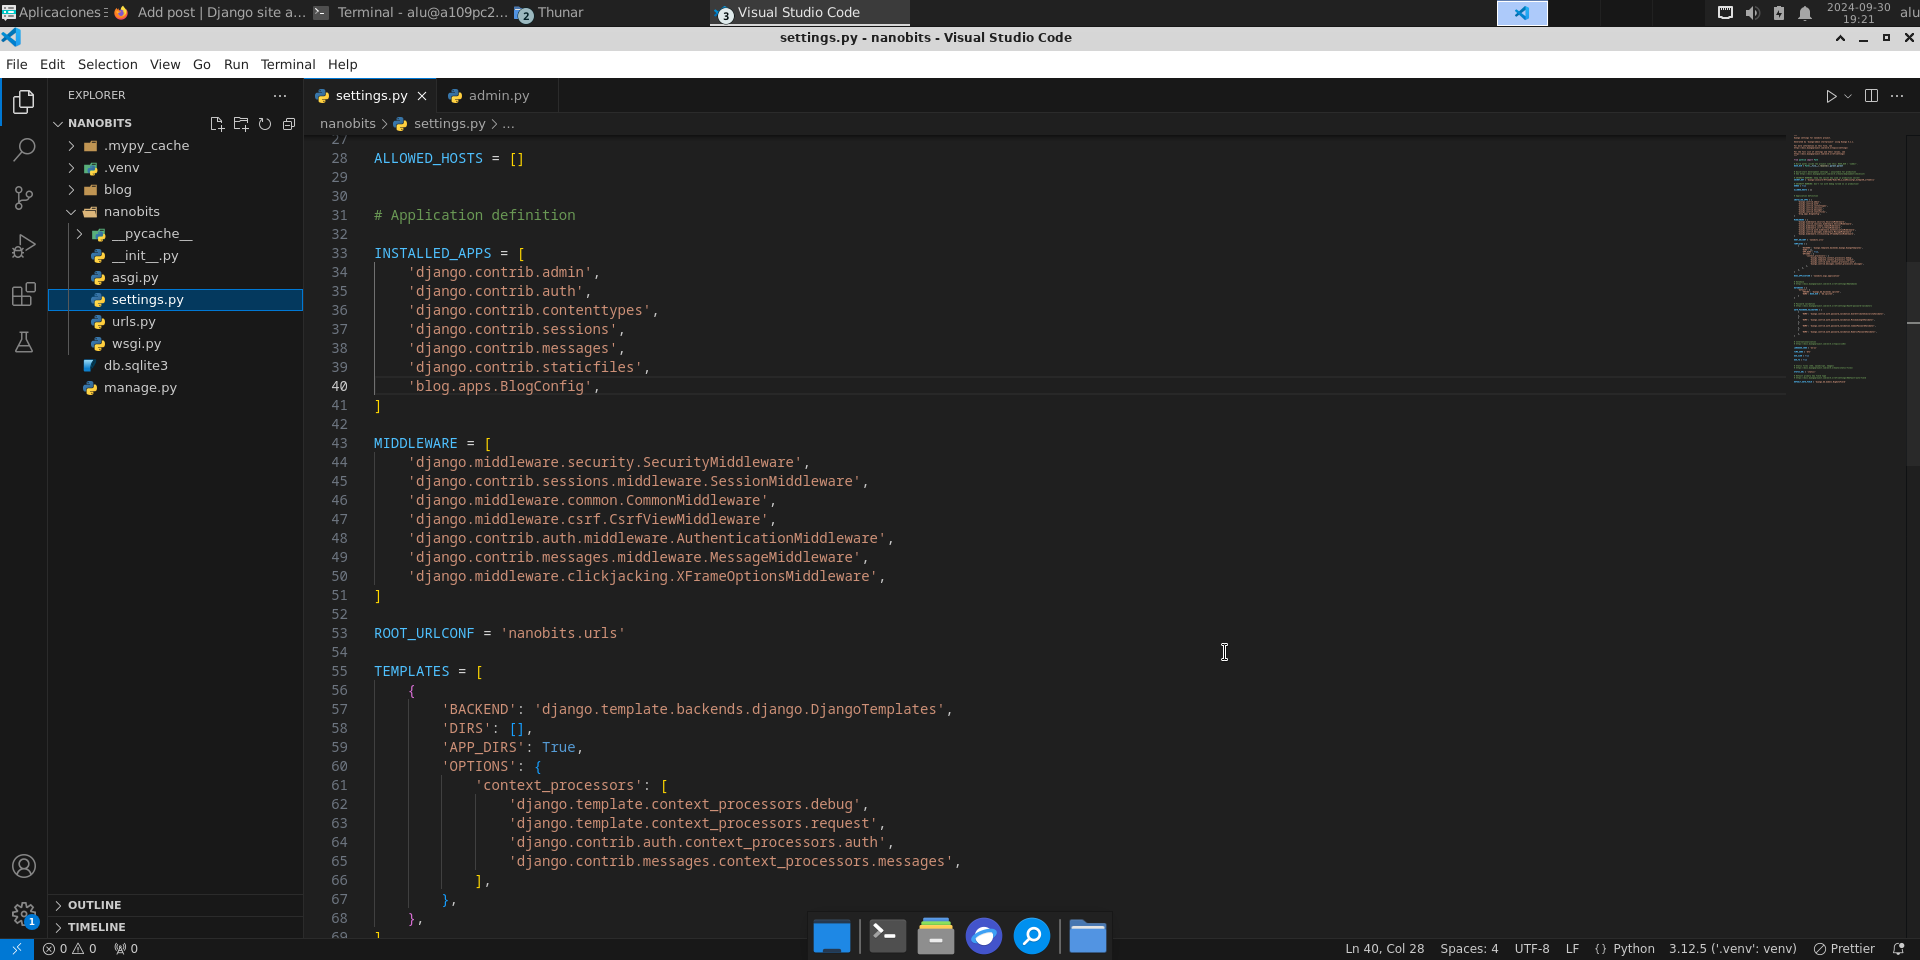 Aplicaciones
Add post | Django site a...
Terminal - alu@a109pc2...
2 Thunar
3 Visual Studio Code
2024-09-30
19:21
alu
settings.py - nanobits - Visual Studio Code
File Edit Selection View Go Run Terminal Help
EXPLORER
NANOBITS
.mypy_cache
.venv
blog
nanobits
__pycache__
__init__.py
asgi.py
settings.py
urls.py
wsgi.py
db.sqlite3
manage.py
OUTLINE
TIMELINE
1
settings.py
admin.py
nanobits > settings.py > ...
27
28 ALLOWED_HOSTS = []
29
30
31 # Application definition
32
33 INSTALLED_APPS = [
34 'django.contrib.admin',
35 'django.contrib.auth',
36 'django.contrib.contenttypes',
37 'django.contrib.sessions',
38 'django.contrib.messages',
39 'django.contrib.staticfiles',
40 'blog.apps.BlogConfig',
41 ]
42
43 MIDDLEWARE = [
44 'django.middleware.security.SecurityMiddleware',
45 'django.contrib.sessions.middleware.SessionMiddleware',
46 'django.middleware.common.CommonMiddleware',
47 'django.middleware.csrf.CsrfViewMiddleware',
48 'django.contrib.auth.middleware.AuthenticationMiddleware',
49 'django.contrib.messages.middleware.MessageMiddleware',
50 'django.middleware.clickjacking.XFrameOptionsMiddleware',
51 ]
52
53 ROOT_URLCONF = 'nanobits.urls'
54
55 TEMPLATES = [
56 {
57 'BACKEND': 'django.template.backends.django.DjangoTemplates',
58 'DIRS': [],
59 'APP_DIRS': True,
60 'OPTIONS': {
61 'context_processors': [
62 'django.template.context_processors.debug',
63 'django.template.context_processors.request',
64 'django.contrib.auth.context_processors.auth',
65 'django.contrib.messages.context_processors.messages',
66 ],
67 },
68 },
69 ]
0 0 0
Ln 40, Col 28 Spaces: 4 UTF-8 LF {} Python 3.12.5 ('.venv': venv) Prettier